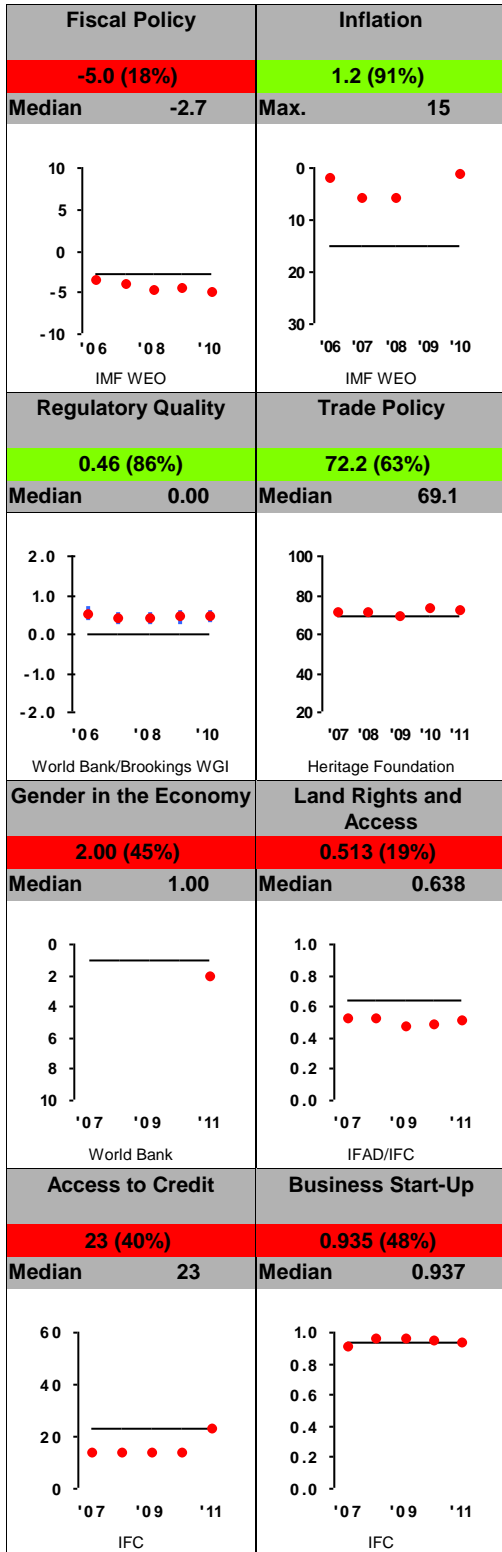 Fiscal Policy
-5.0 (18%)
Median -2.7
10
5
0
-5
-10
'06 '08 '10
IMF WEO
Inflation
1.2 (91%)
Max. 15
0
10
20
30
'06 '07 '08 '09 '10
IMF WEO
Regulatory Quality
0.46 (86%)
Median 0.00
2.0
1.0
0.0
-1.0
-2.0
'06 '08 '10
World Bank/Brookings WGI
Trade Policy
72.2 (63%)
Median 69.1
100
80
60
40
20
'07 '08 '09 '10 '11
Heritage Foundation
Gender in the Economy
2.00 (45%)
Median 1.00
0
2
4
6
8
10
'07 '09 '11
World Bank
Land Rights and
Access
0.513 (19%)
Median 0.638
1.0
0.8
0.6
0.4
0.2
0.0
'07 '09 '11
IFAD/IFC
Access to Credit
23 (40%)
Median 23
60
40
20
0
'07 '09 '11
IFC
Business Start-Up
0.935 (48%)
Median 0.937
1.0
0.8
0.6
0.4
0.2
0.0
'07 '09 '11
IFC